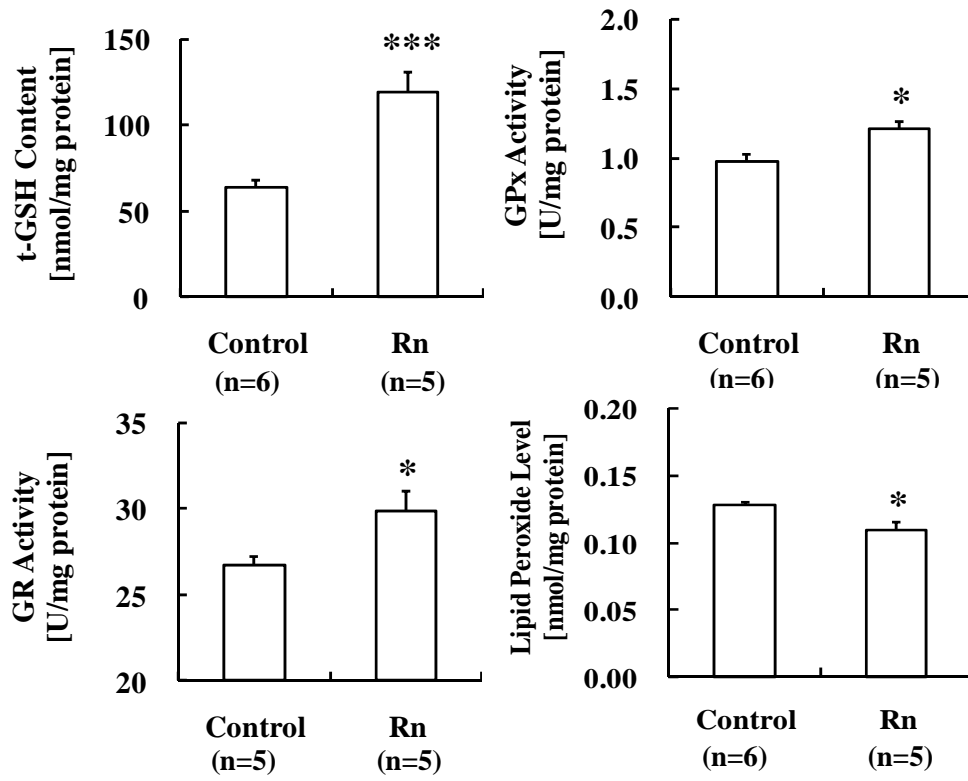 t-GSH Content
[nmol/mg protein]
150
100
50
0
***
Control
Rn
(n=6)
(n=5)
GPx Activity
[U/mg protein]
2.0
1.5
1.0
0.5
0.0
*
Control
Rn
(n=6)
(n=5)
GR Activity
[U/mg protein]
35
30
25
20
*
Control
Rn
(n=5)
(n=5)
Lipid Peroxide Level
[nmol/mg protein]
0.20
0.15
0.10
0.05
0.00
*
Control
Rn
(n=6)
(n=5)